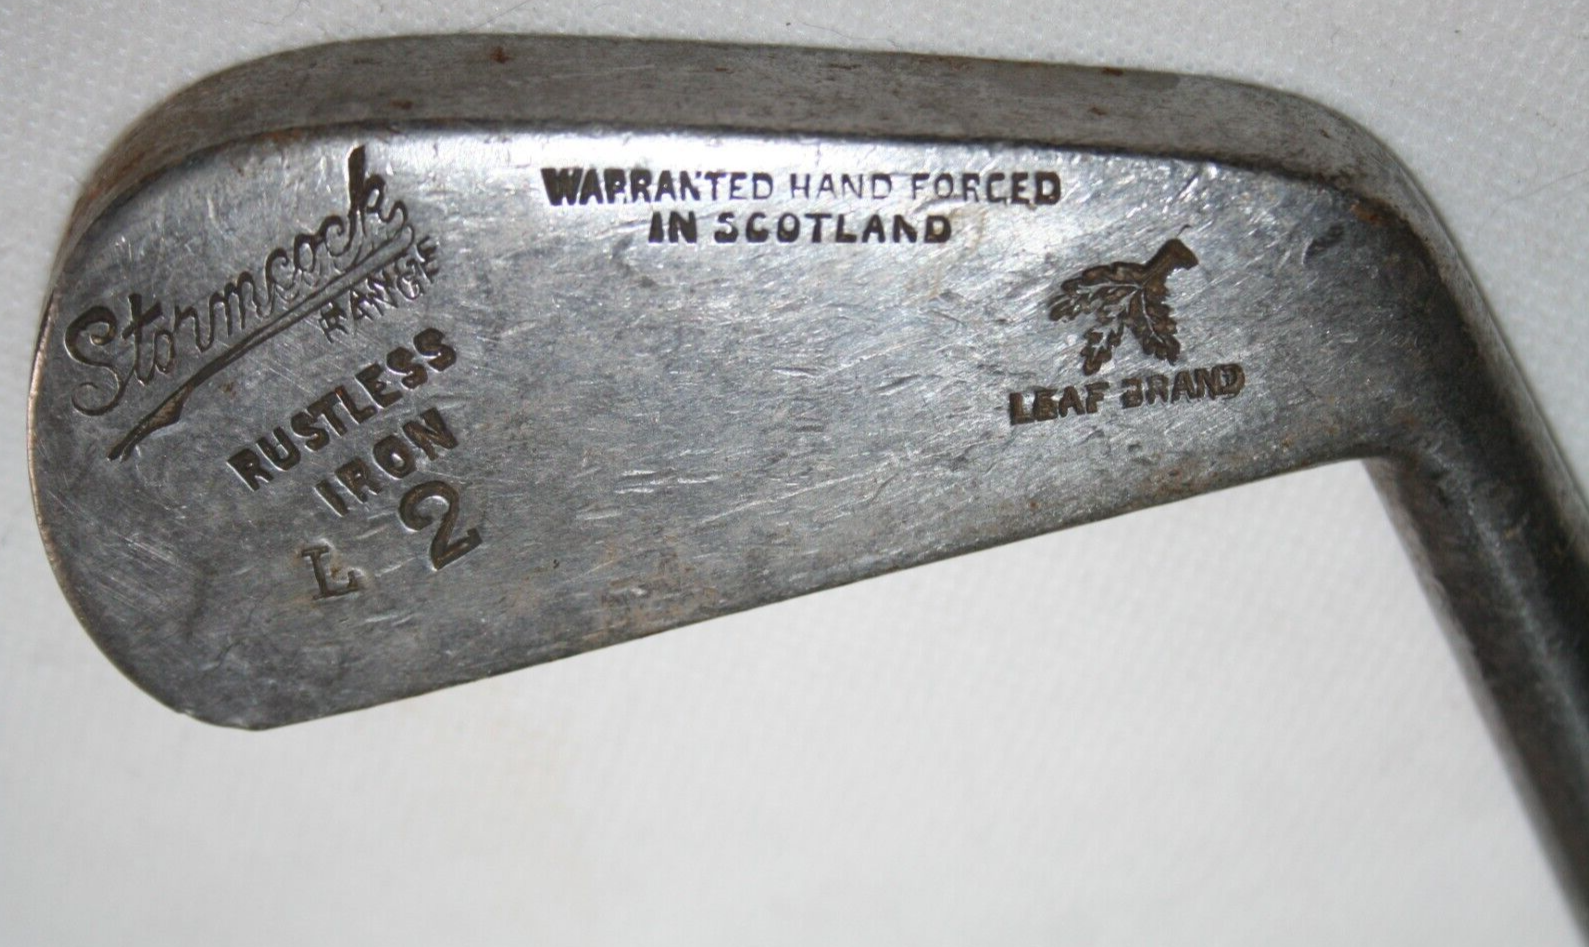 Stormcock
RANGE
RUSTLESS
IRON
L 2
WARRANTED HAND FORGED
IN SCOTLAND
LEAF BRAND